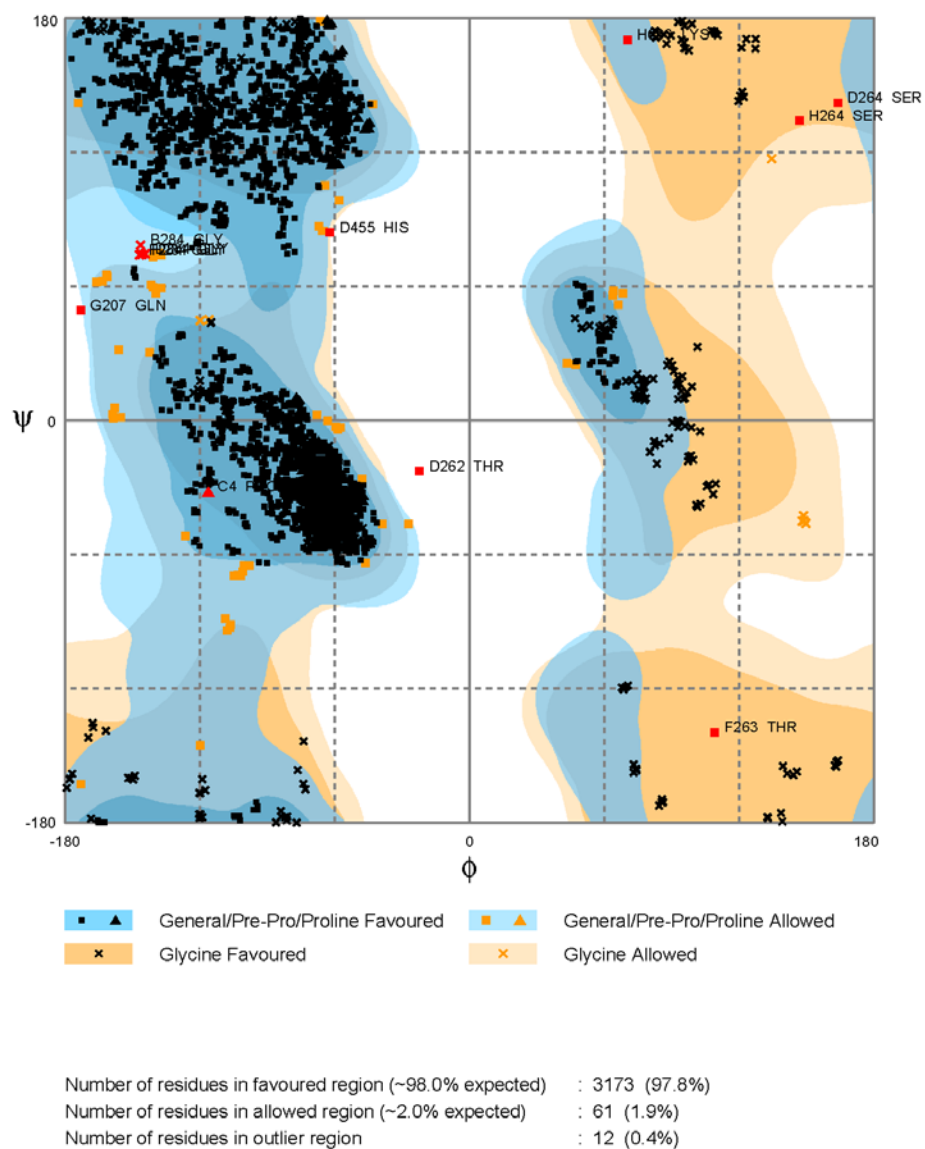 180
H263 LYS
D264 SER
H264 SER
D455 HIS
B284 GLY
G207 GLN
ψ
0
D262 THR
C4 PRO
F263 THR
-180
-180
0
180
ϕ
General/Pre-Pro/Proline Favoured
General/Pre-Pro/Proline Allowed
Glycine Favoured
Glycine Allowed
Number of residues in favoured region (~98.0% expected) : 3173 (97.8%)
Number of residues in allowed region (~2.0% expected) : 61 (1.9%)
Number of residues in outlier region : 12 (0.4%)